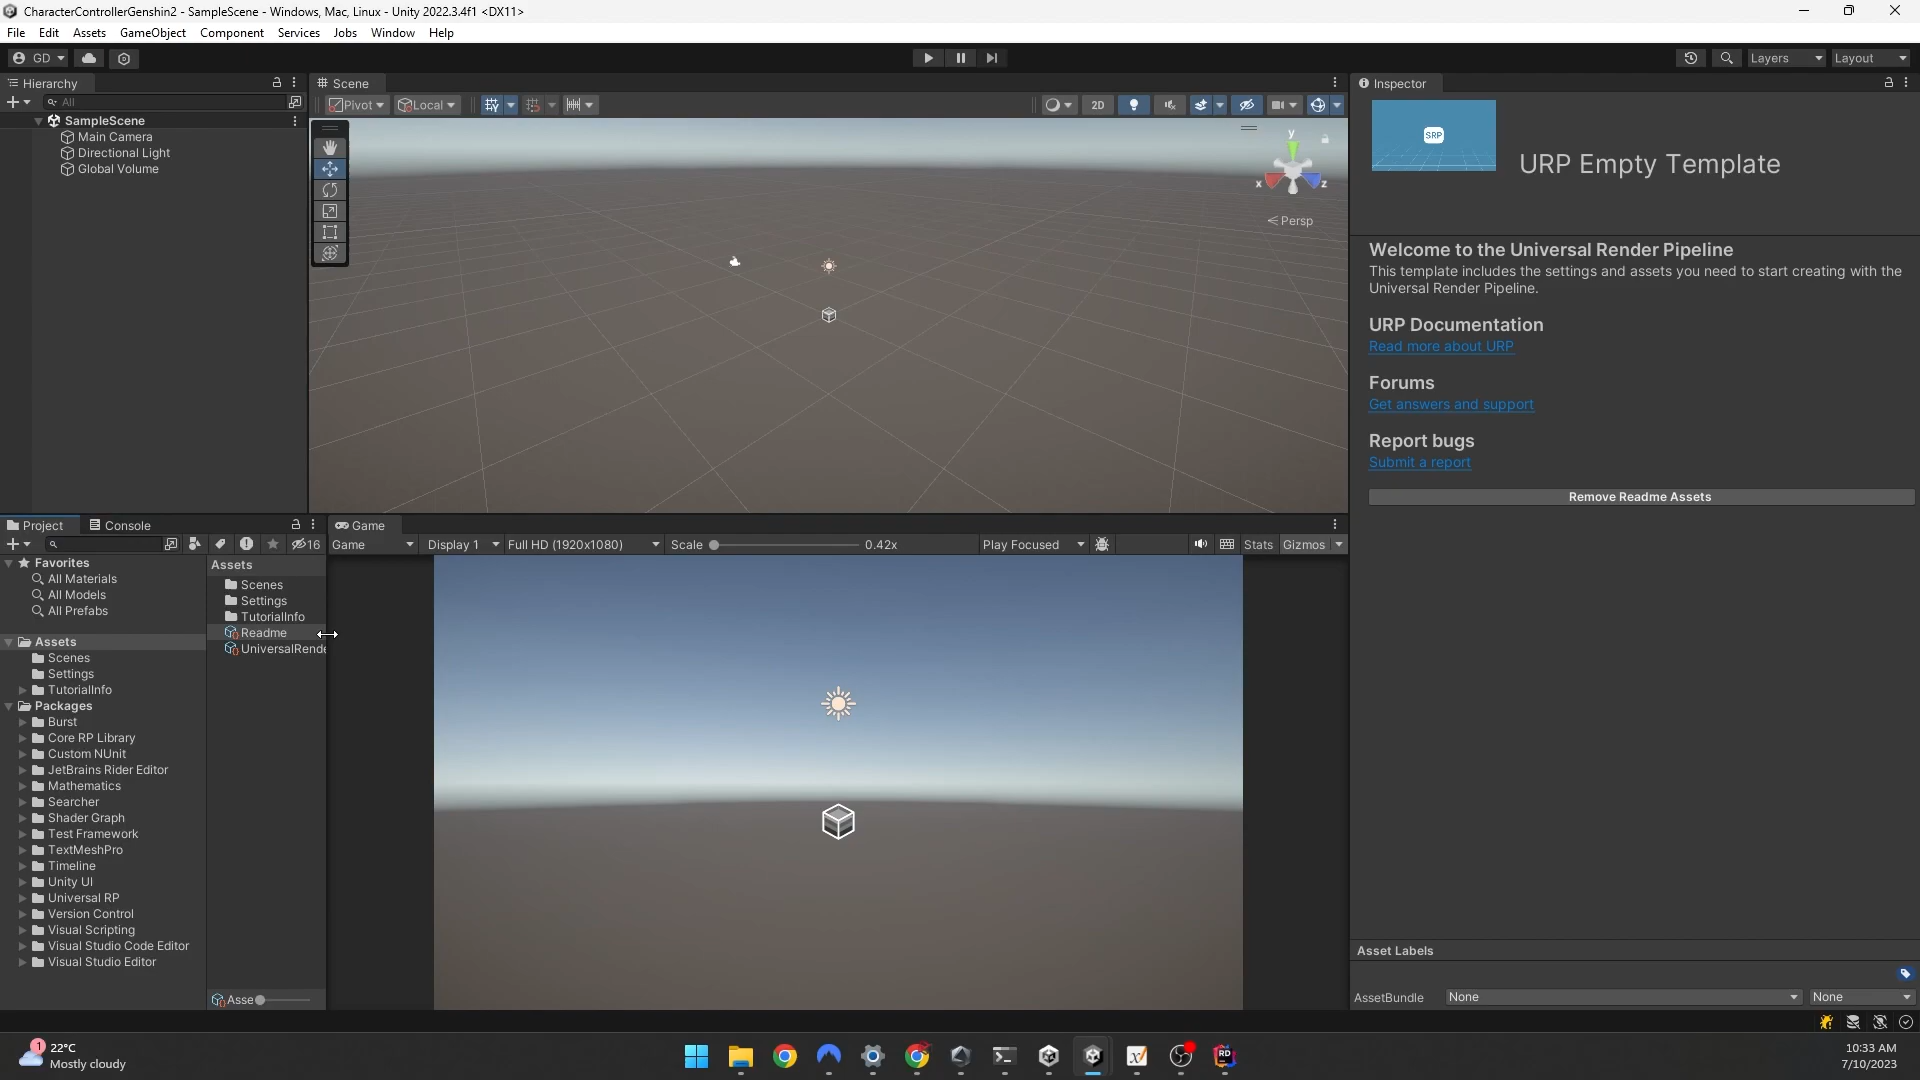 CharacterControllerGenshin2 - SampleScene - Windows, Mac, Linux - Unity 2022.3.4f1 <DX11>
File Edit Assets GameObject Component Services Jobs Window Help
GD Layers Layout
Hierarchy
All
SampleScene
Main Camera
Directional Light
Global Volume
Scene
Pivot Local 2D
y
x z
Persp
Inspector
SRP
URP Empty Template
Welcome to the Universal Render Pipeline
This template includes the settings and assets you need to start creating with the
Universal Render Pipeline.
URP Documentation
Read more about URP
Forums
Get answers and support
Report bugs
Submit a report
Remove Readme Assets
Project Console
16
Favorites
All Materials
All Models
All Prefabs
Assets
Scenes
Settings
TutorialInfo
Packages
Burst
Core RP Library
Custom NUnit
JetBrains Rider Editor
Mathematics
Searcher
Shader Graph
Test Framework
TextMeshPro
Timeline
Unity UI
Universal RP
Version Control
Visual Scripting
Visual Studio Code Editor
Visual Studio Editor
Assets
Scenes
Settings
TutorialInfo
Readme
UniversalRende
Asse
Game
Game Display 1 Full HD (1920x1080) Scale 0.42x Play Focused Stats Gizmos
Asset Labels
AssetBundle None None
1 22°C
Mostly cloudy
RD
10:33 AM
7/10/2023